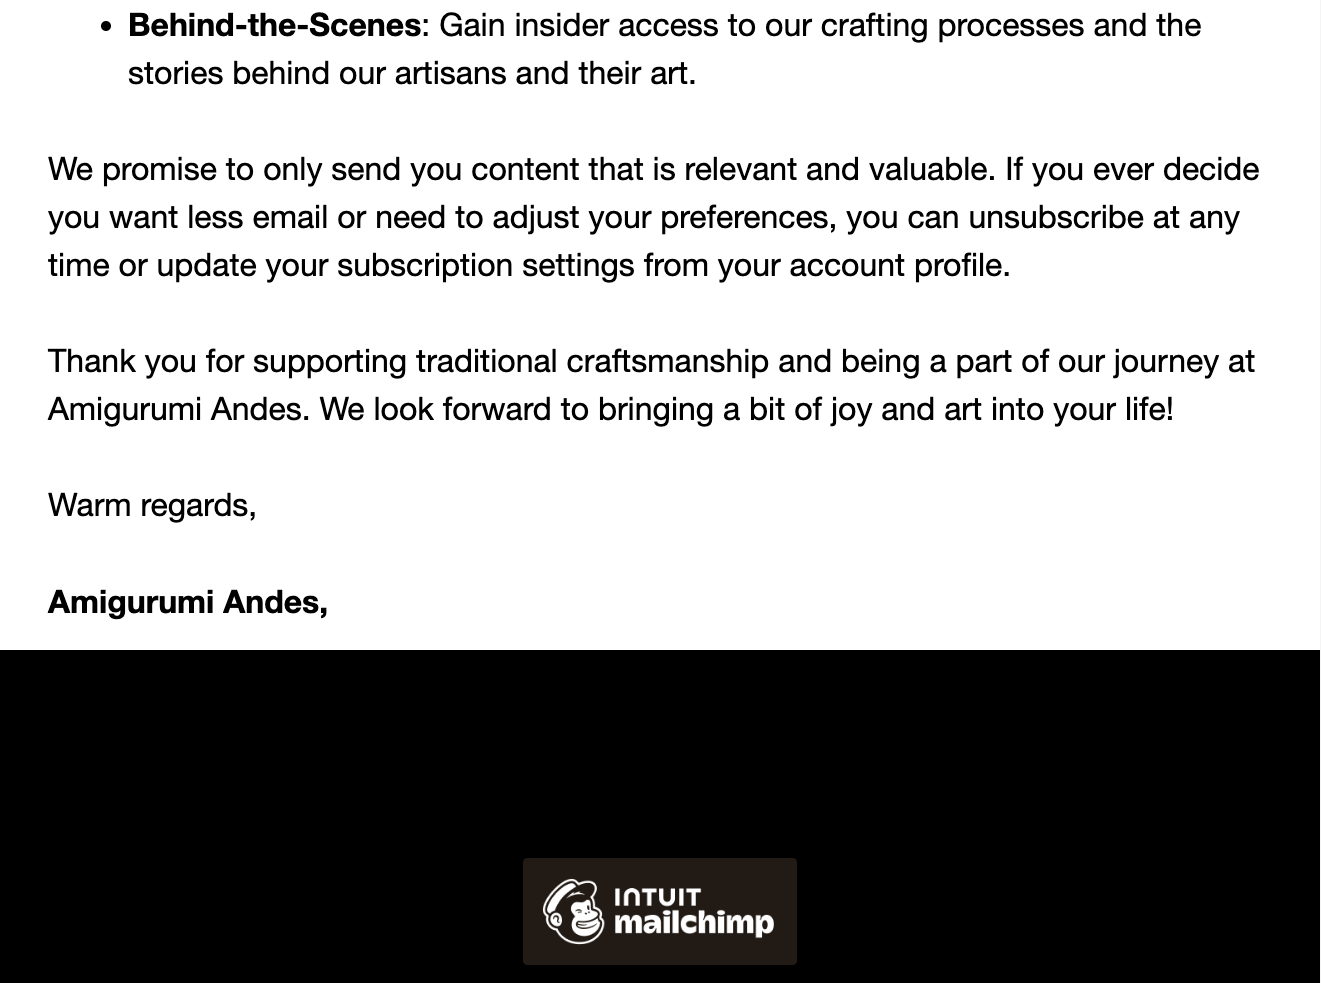 • Behind-the-Scenes: Gain insider access to our crafting processes and the
stories behind our artisans and their art.
We promise to only send you content that is relevant and valuable. If you ever decide
you want less email or need to adjust your preferences, you can unsubscribe at any
time or update your subscription settings from your account profile.
Thank you for supporting traditional craftsmanship and being a part of our journey at
Amigurumi Andes. We look forward to bringing a bit of joy and art into your life!
Warm regards,
Amigurumi Andes,
INTUIT
mailchimp